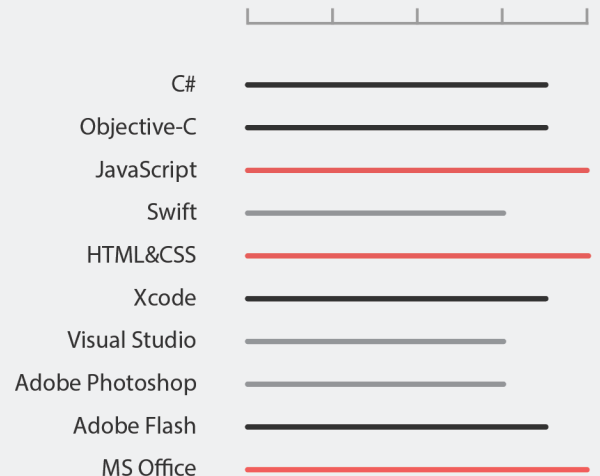 C#
Objective-C
JavaScript
Swift
HTML&CSS
Xcode
Visual Studio
Adobe Photoshop
Adobe Flash
MS Office